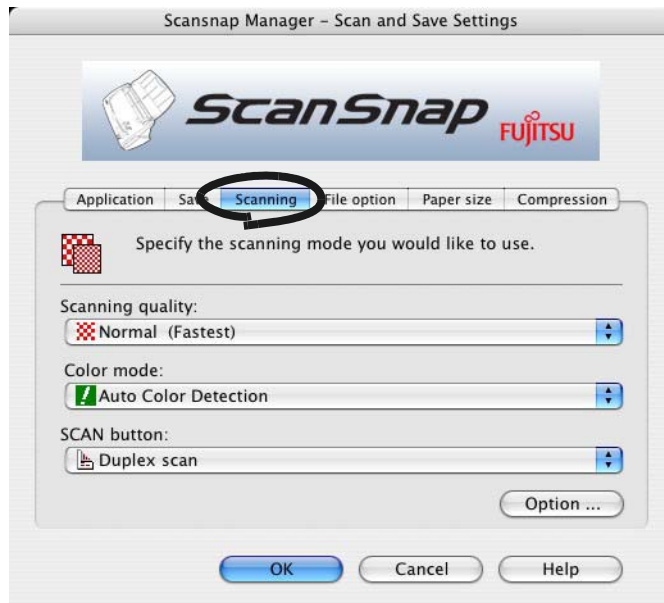 Scansnap Manager – Scan and Save Settings
ScanSnap FUJITSU
Application Save Scanning File option Paper size Compression
Specify the scanning mode you would like to use.
Scanning quality:
Normal (Fastest)
Color mode:
Auto Color Detection
SCAN button:
Duplex scan
Option ...
OK Cancel Help